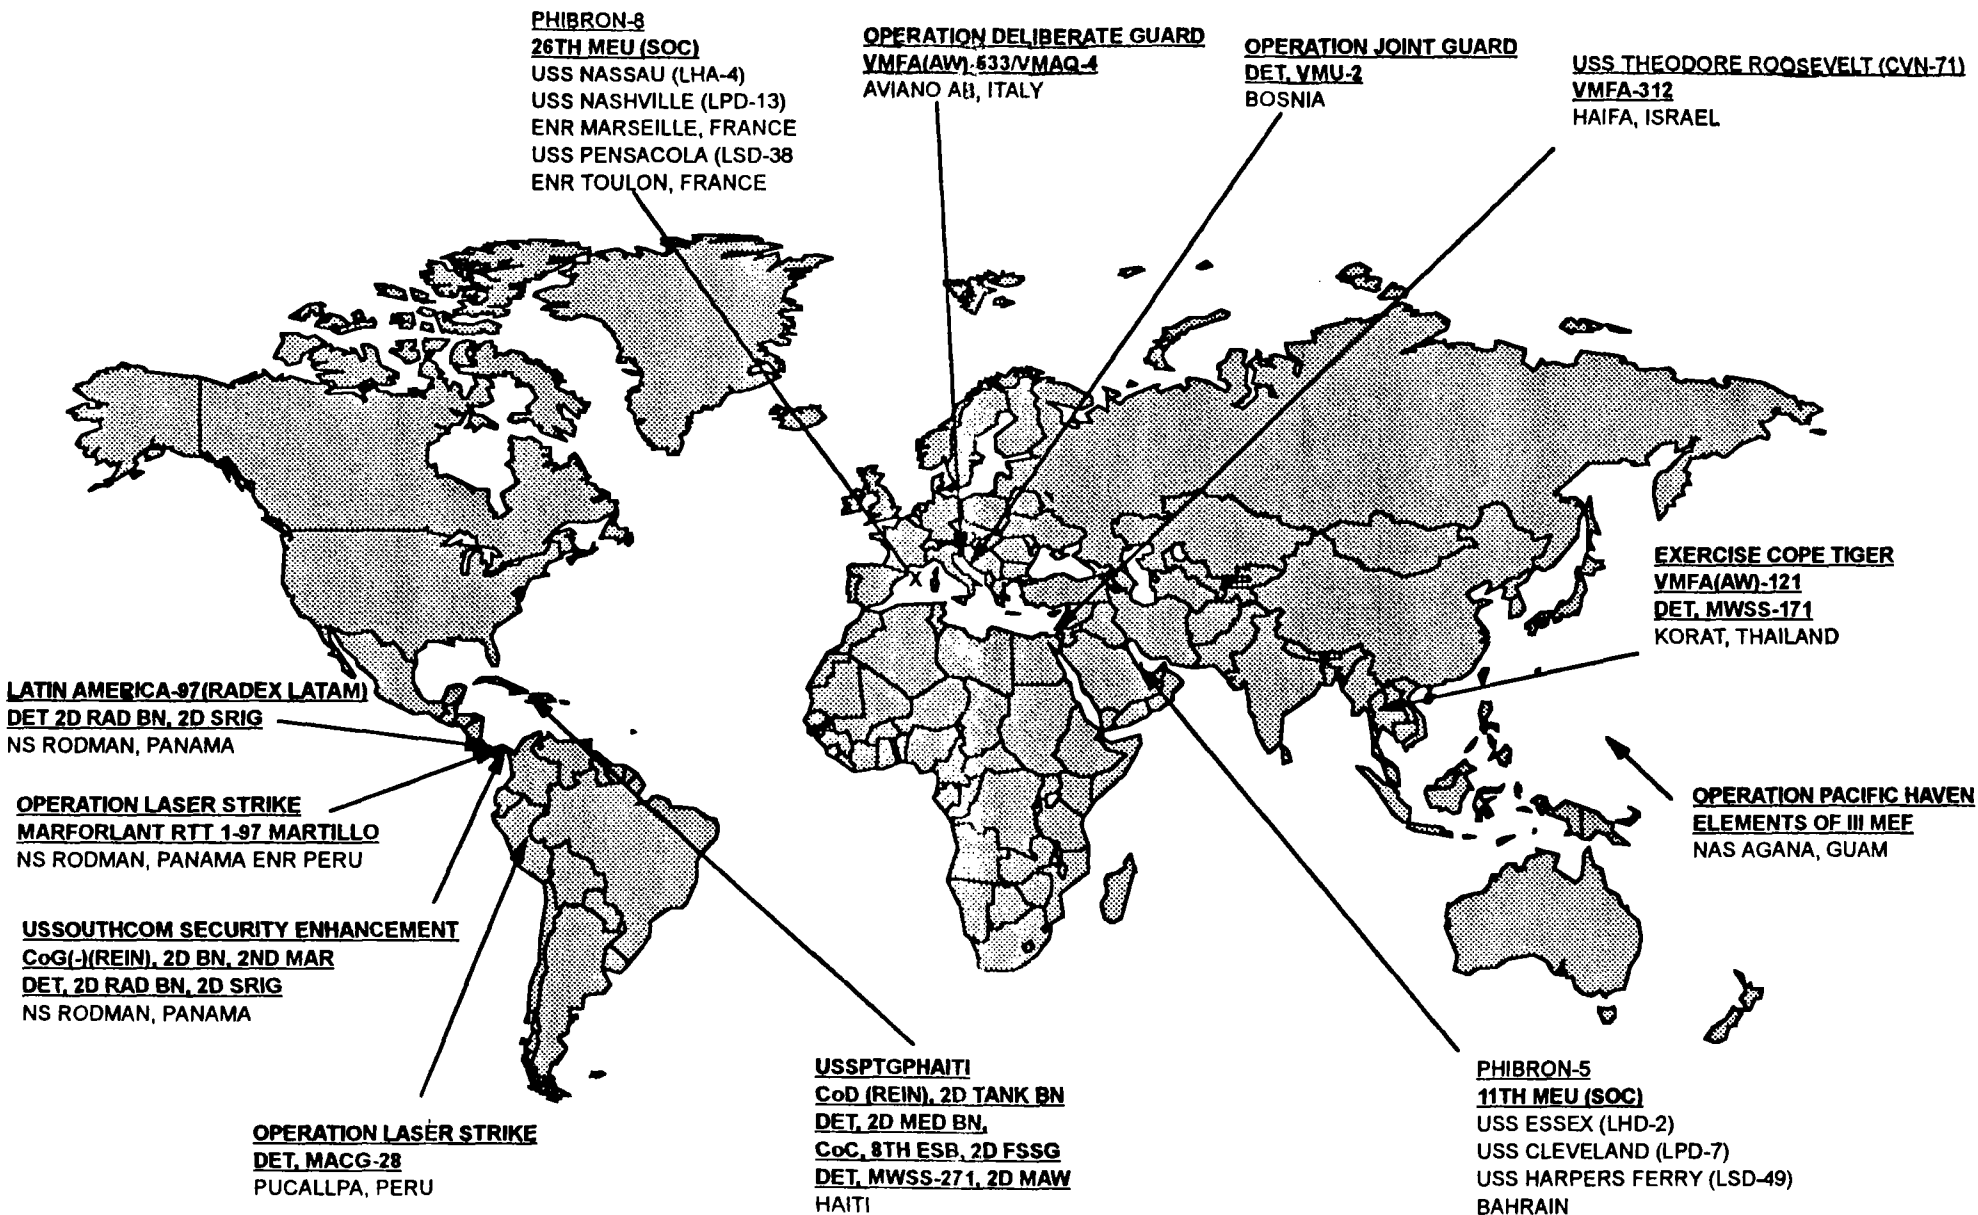 PHIBRON-8
26TH MEU (SOC)
USS NASSAU (LHA-4)
USS NASHVILLE (LPD-13)
ENR MARSEILLE, FRANCE
USS PENSACOLA (LSD-38
ENR TOULON, FRANCE
OPERATION DELIBERATE GUARD
VMFA(AW)-533/VMAQ-4
AVIANO AB, ITALY
OPERATION JOINT GUARD
DET, VMU-2
BOSNIA
USS THEODORE ROOSEVELT (CVN-71)
VMFA-312
HAIFA, ISRAEL
EXERCISE COPE TIGER
VMFA(AW)-121
DET, MWSS-171
KORAT, THAILAND
X
LATIN AMERICA-97(RADEX LATAM)
DET 2D RAD BN, 2D SRIG
NS RODMAN, PANAMA
OPERATION LASER STRIKE
MARFORLANT RTT 1-97 MARTILLO
NS RODMAN, PANAMA ENR PERU
OPERATION PACIFIC HAVEN
ELEMENTS OF III MEF
NAS AGANA, GUAM
USSOUTHCOM SECURITY ENHANCEMENT
CoG(-)(REIN), 2D BN, 2ND MAR
DET, 2D RAD BN, 2D SRIG
NS RODMAN, PANAMA
OPERATION LASER STRIKE
DET, MACG-28
PUCALLPA, PERU
USSPTGPHAITI
CoD (REIN), 2D TANK BN
DET, 2D MED BN,
CoC, 8TH ESB, 2D FSSG
DET, MWSS-271, 2D MAW
HAITI
PHIBRON-5
11TH MEU (SOC)
USS ESSEX (LHD-2)
USS CLEVELAND (LPD-7)
USS HARPERS FERRY (LSD-49)
BAHRAIN